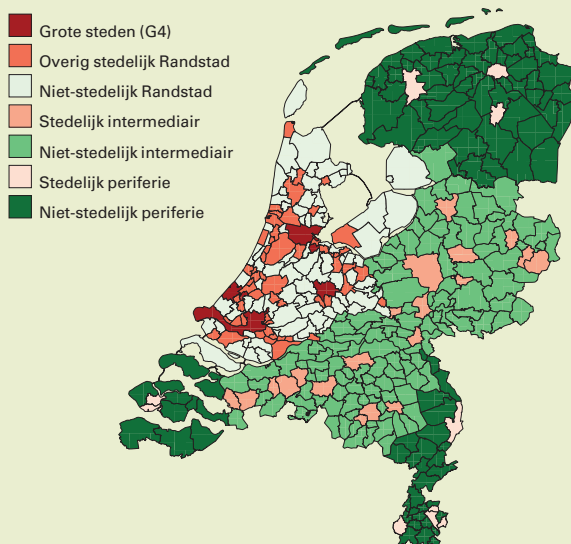 Grote steden (G4)
Overig stedelijk Randstad
Niet-stedelijk Randstad
Stedelijk intermediair
Niet-stedelijk intermediair
Stedelijk periferie
Niet-stedelijk periferie